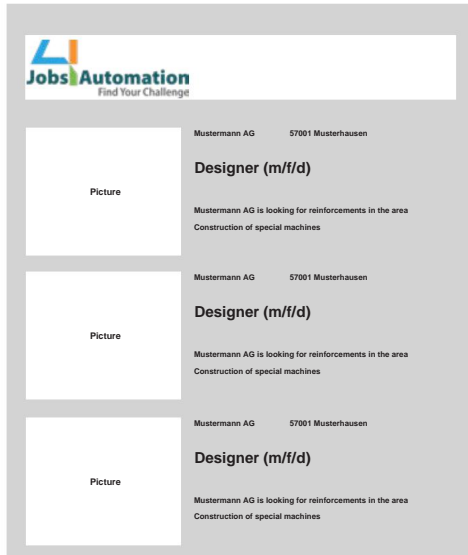 Jobs Automation
Find Your Challenge
Mustermann AG 57001 Musterhausen
Designer (m/f/d)
Picture
Mustermann AG is looking for reinforcements in the area
Construction of special machines
Mustermann AG 57001 Musterhausen
Designer (m/f/d)
Picture
Mustermann AG is looking for reinforcements in the area
Construction of special machines
Mustermann AG 57001 Musterhausen
Designer (m/f/d)
Picture
Mustermann AG is looking for reinforcements in the area
Construction of special machines